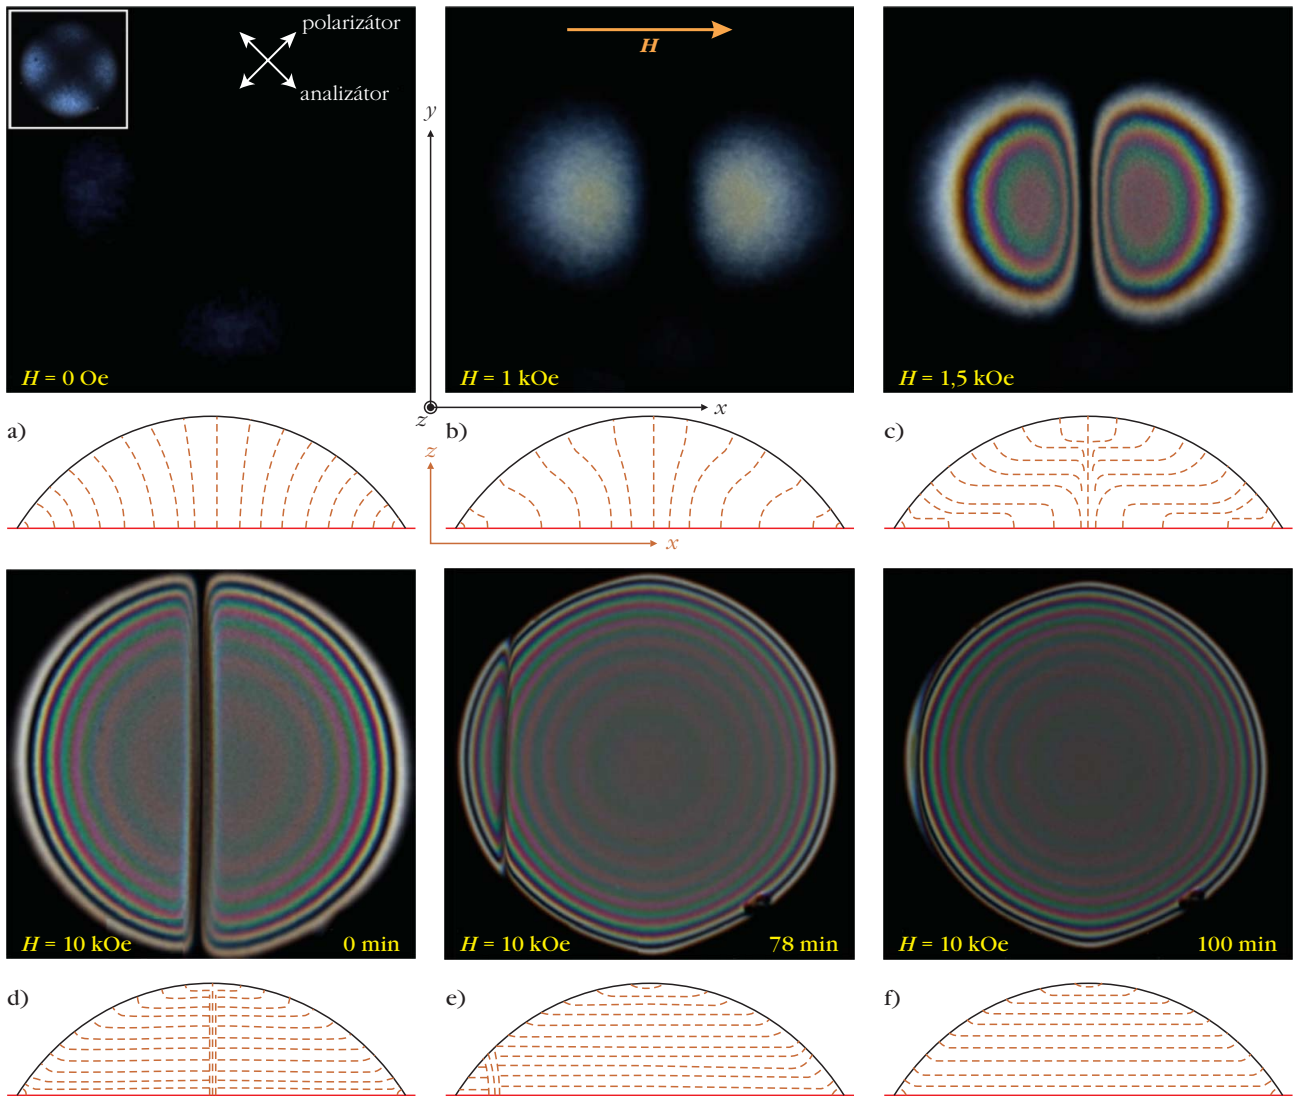 polarizátor
analizátor
H = 0 Oe
H
H = 1 kOe
H = 1,5 kOe
y
x
z
a)
b)
c)
z
x
H = 10 kOe
0 min
H = 10 kOe
78 min
H = 10 kOe
100 min
d)
e)
f)